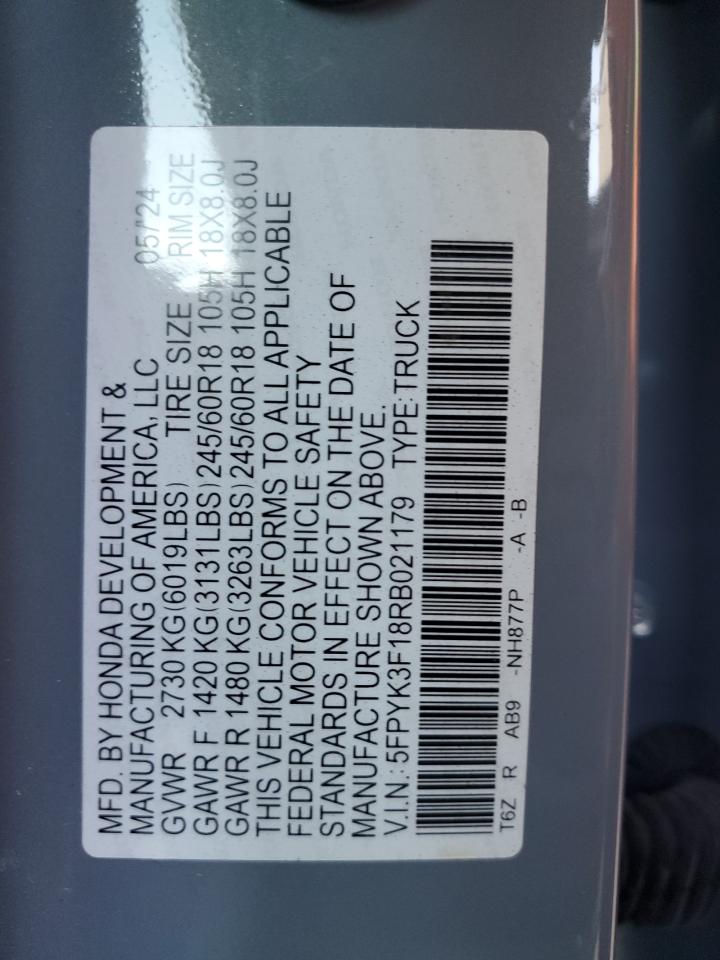 MFD. BY HONDA DEVELOPMENT &
MANUFACTURING OF AMERICA, LLC 05/'24
GVWR 2730 KG(6019LBS) TIRE SIZE RIM SIZE
GAWR F 1420 KG(3131LBS)245/60R18 105H 18X8.0J
GAWR R 1480 KG(3263LBS)245/60R18 105H 18X8.0J
THIS VEHICLE CONFORMS TO ALL APPLICABLE
FEDERAL MOTOR VEHICLE SAFETY
STANDARDS IN EFFECT ON THE DATE OF
MANUFACTURE SHOWN ABOVE.
V.I.N.: 5FPYK3F18RB021179 TYPE:TRUCK
T6Z R AB9 -NH877P -A -B